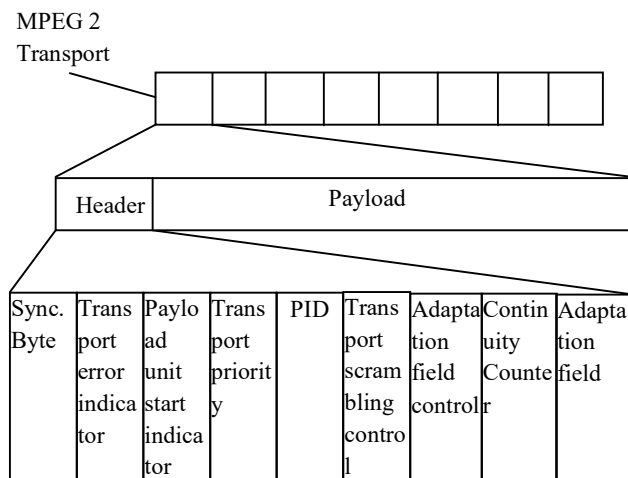 MPEG 2
Transport
Header
Payload
Sync.
Byte
Trans
port
error
indica
tor
Paylo
ad
unit
start
indica
tor
Trans
port
priorit
y
PID
Trans
port
scram
bling
contro
l
Adapta
tion
field
control
Contin
uity
Counte
r
Adapta
tion
field